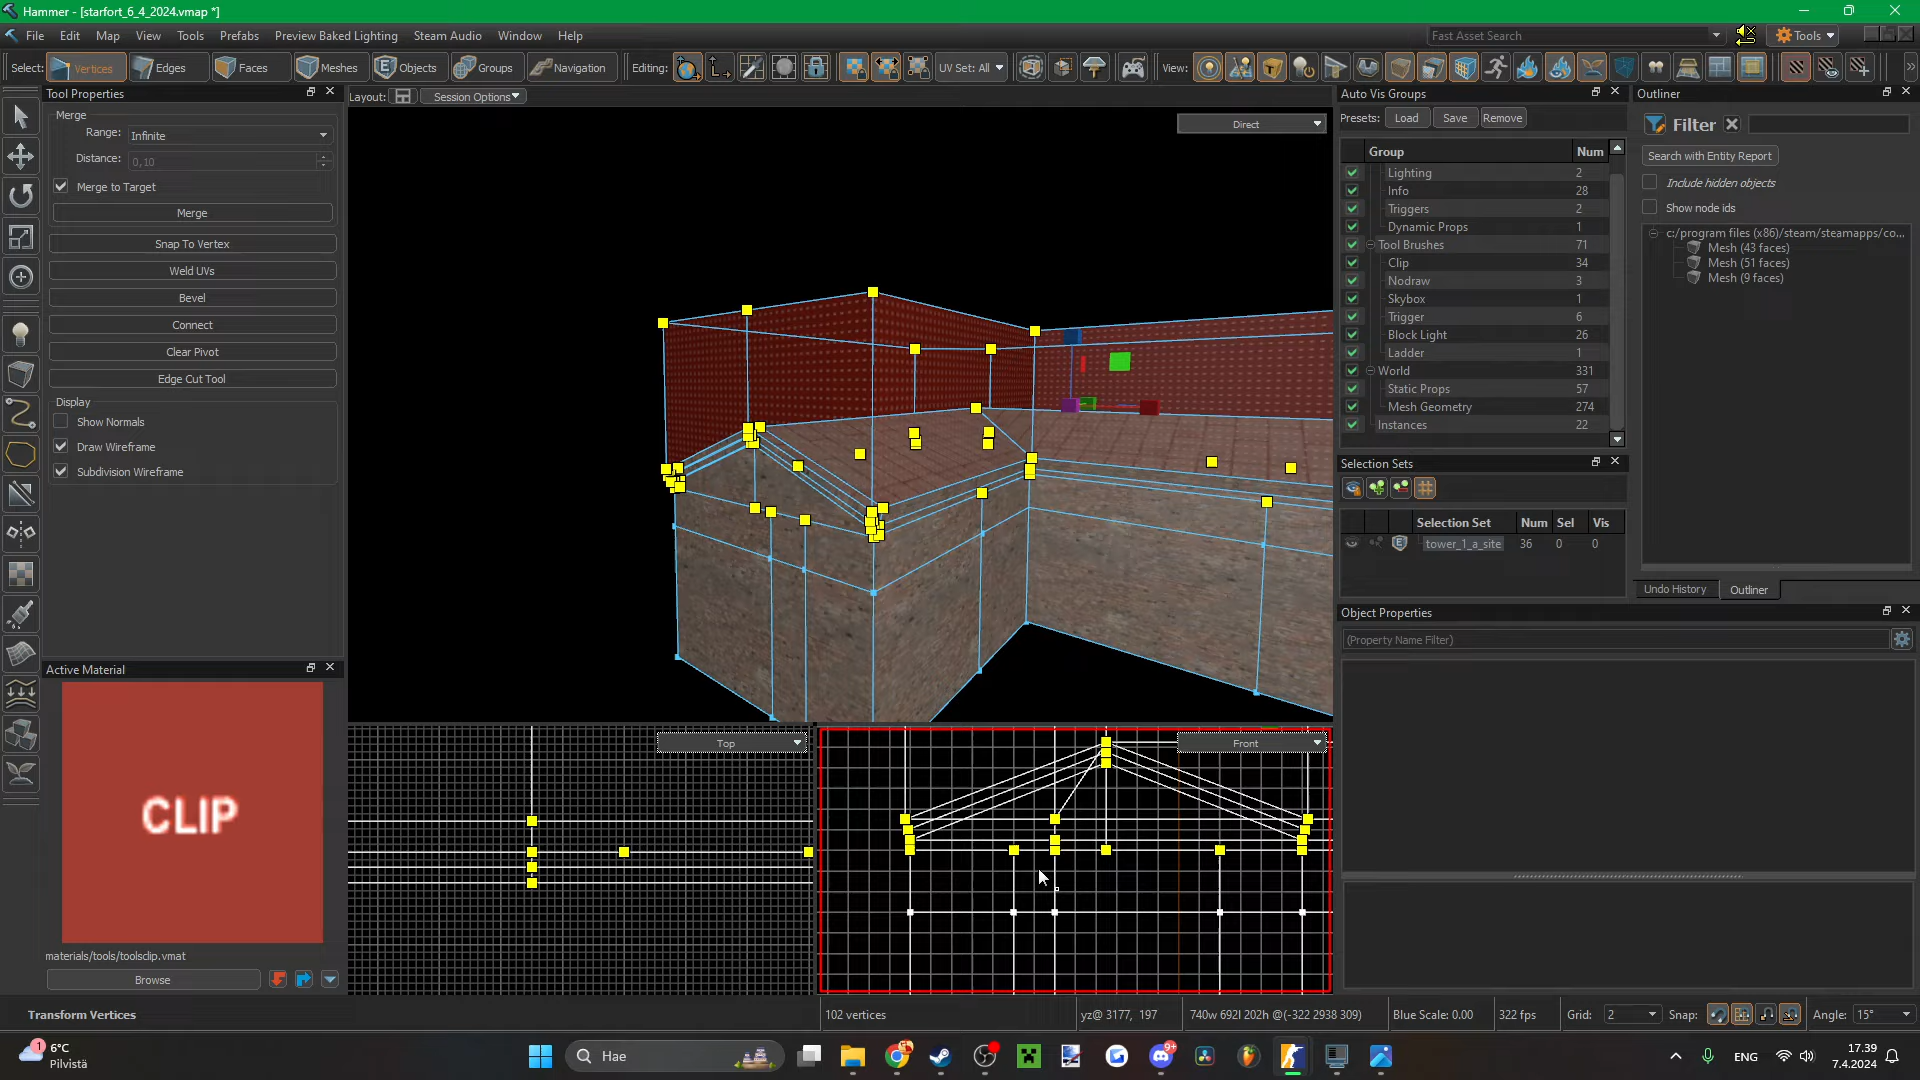 Hammer - [starfort_6_4_2024.vmap *]
File Edit Map View Tools Prefabs Preview Baked Lighting Steam Audio Window Help
Fast Asset Search
Tools
Select: Vertices Edges Faces Meshes Objects Groups Navigation Editing: UV Set: All View:
Tool Properties
Layout: Session Options
Merge
Range: Infinite
Distance: 0,10
Merge to Target
Merge
Snap To Vertex
Weld UVs
Bevel
Connect
Clear Pivot
Edge Cut Tool
Display
Show Normals
Draw Wireframe
Subdivision Wireframe
Active Material
CLIP
materials/tools/toolsclip.vmat
Browse
Direct
Top
Front
Auto Vis Groups
Presets: Load Save Remove
Group Num
Lighting 2
Info 28
Triggers 2
Dynamic Props 1
Tool Brushes 71
Clip 34
Nodraw 3
Skybox 1
Trigger 6
Block Light 26
Ladder 1
World 331
Static Props 57
Mesh Geometry 274
Instances 22
Selection Sets
Selection Set Num Sel Vis
tower_1_a_site 36 0 0
Outliner
Filter
Search with Entity Report
Include hidden objects
Show node ids
c:/program files (x86)/steam/steamapps/co...
Mesh (43 faces)
Mesh (51 faces)
Mesh (9 faces)
Undo History Outliner
Object Properties
(Property Name Filter)
Transform Vertices
102 vertices
yz@ 3177, 197
740w 692l 202h @(-322 2938 309)
Blue Scale: 0.00
322 fps
Grid: 2
Snap:
Angle: 15°
1
6°C
Pilvistä
Hae
9+
ENG
17.39
7.4.2024